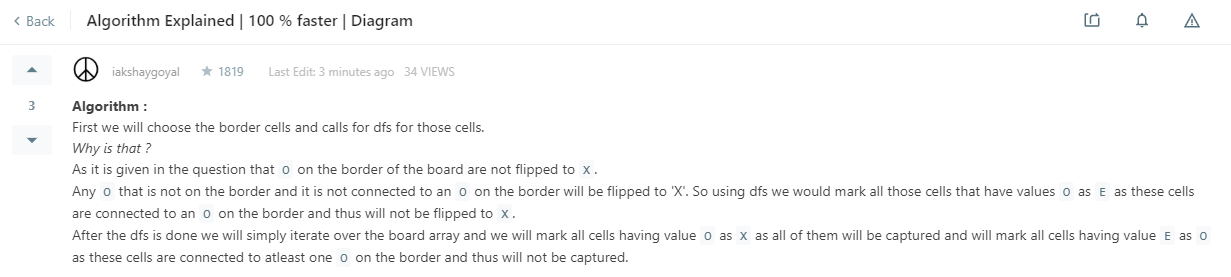 Back
Algorithm Explained | 100 % faster | Diagram
iakshaygoyal 1819 Last Edit: 3 minutes ago 34 VIEWS
3
Algorithm :
First we will choose the border cells and calls for dfs for those cells.
Why is that ?
As it is given in the question that O on the border of the board are not flipped to X .
Any O that is not on the border and it is not connected to an O on the border will be flipped to 'X'. So using dfs we would mark all those cells that have values O as E as these cells
are connected to an O on the border and thus will not be flipped to X .
After the dfs is done we will simply iterate over the board array and we will mark all cells having value O as X as all of them will be captured and will mark all cells having value E as O
as these cells are connected to atleast one O on the border and thus will not be captured.